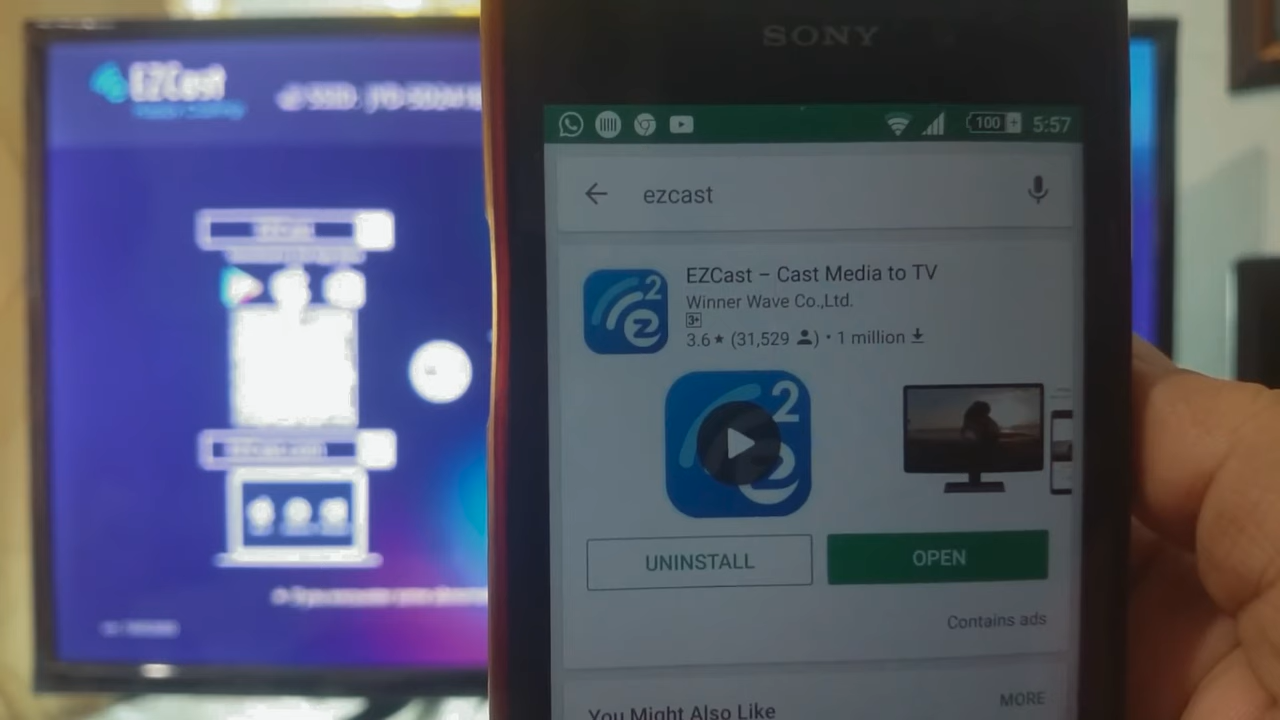 EZCast
SONY
100
5:57
ezcast
EZCast – Cast Media to TV
Winner Wave Co.,Ltd.
3+
3.6★ (31,529) • 1 million
UNINSTALL
OPEN
Contains ads
You Might Also Like
MORE